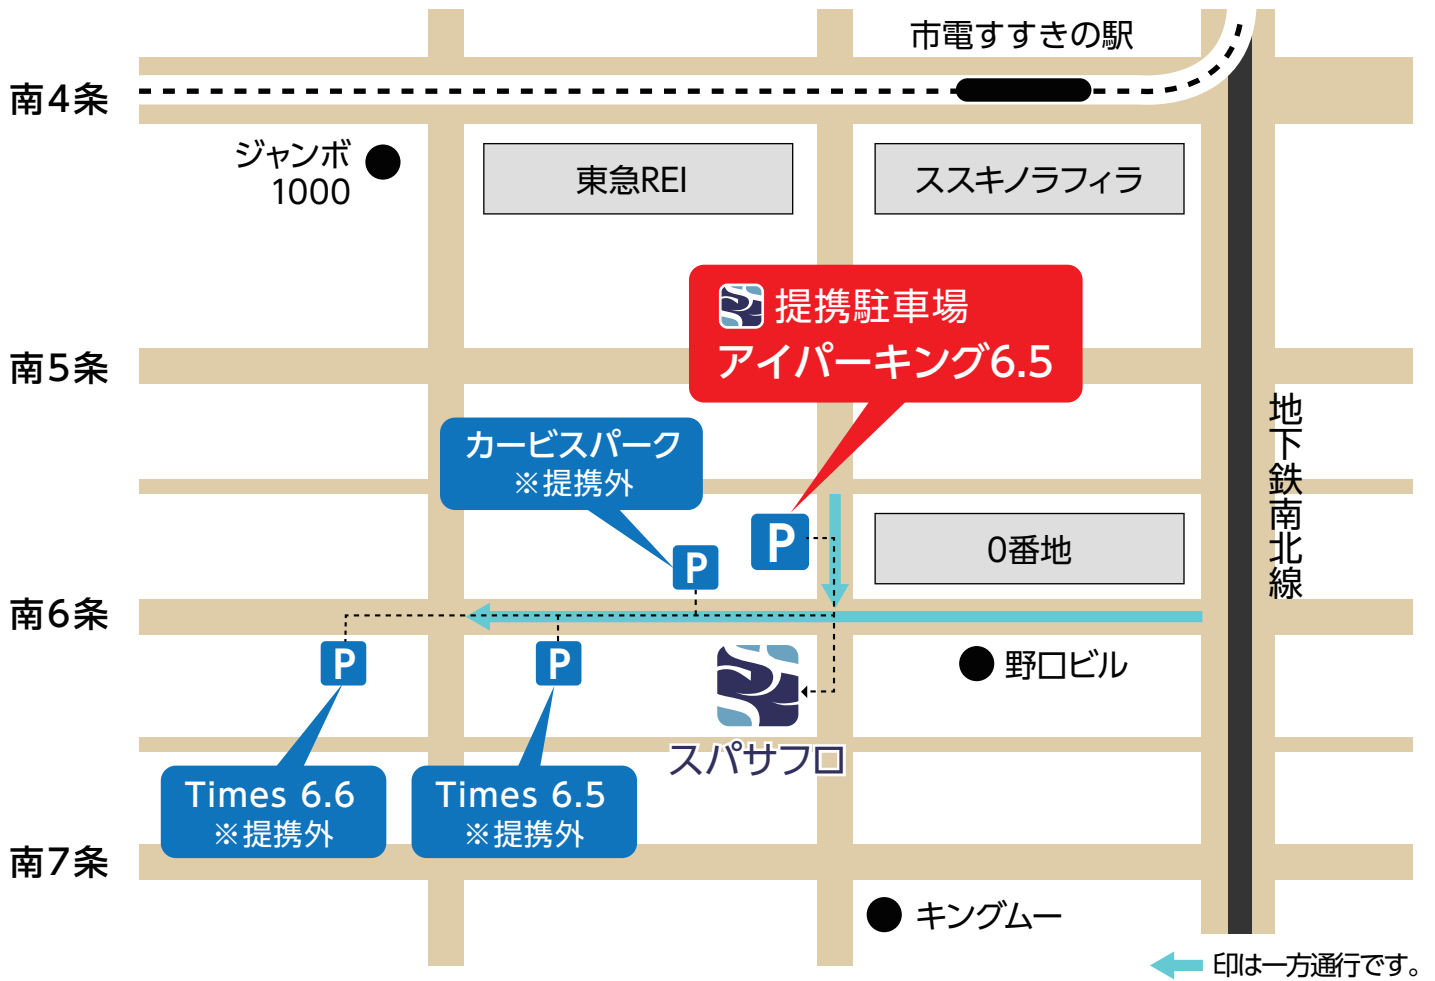 市電すすきの駅
南4条
ジャンボ
1000
東急REI
ススキノラフィラ
提携駐車場
アイパーキング6.5
南5条
カービスパーク
※提携外
地下鉄南北線
P
P
0番地
南6条
P
P
野口ビル
スパサフロ
Times 6.6
※提携外
Times 6.5
※提携外
南7条
キングムー
印は一方通行です。